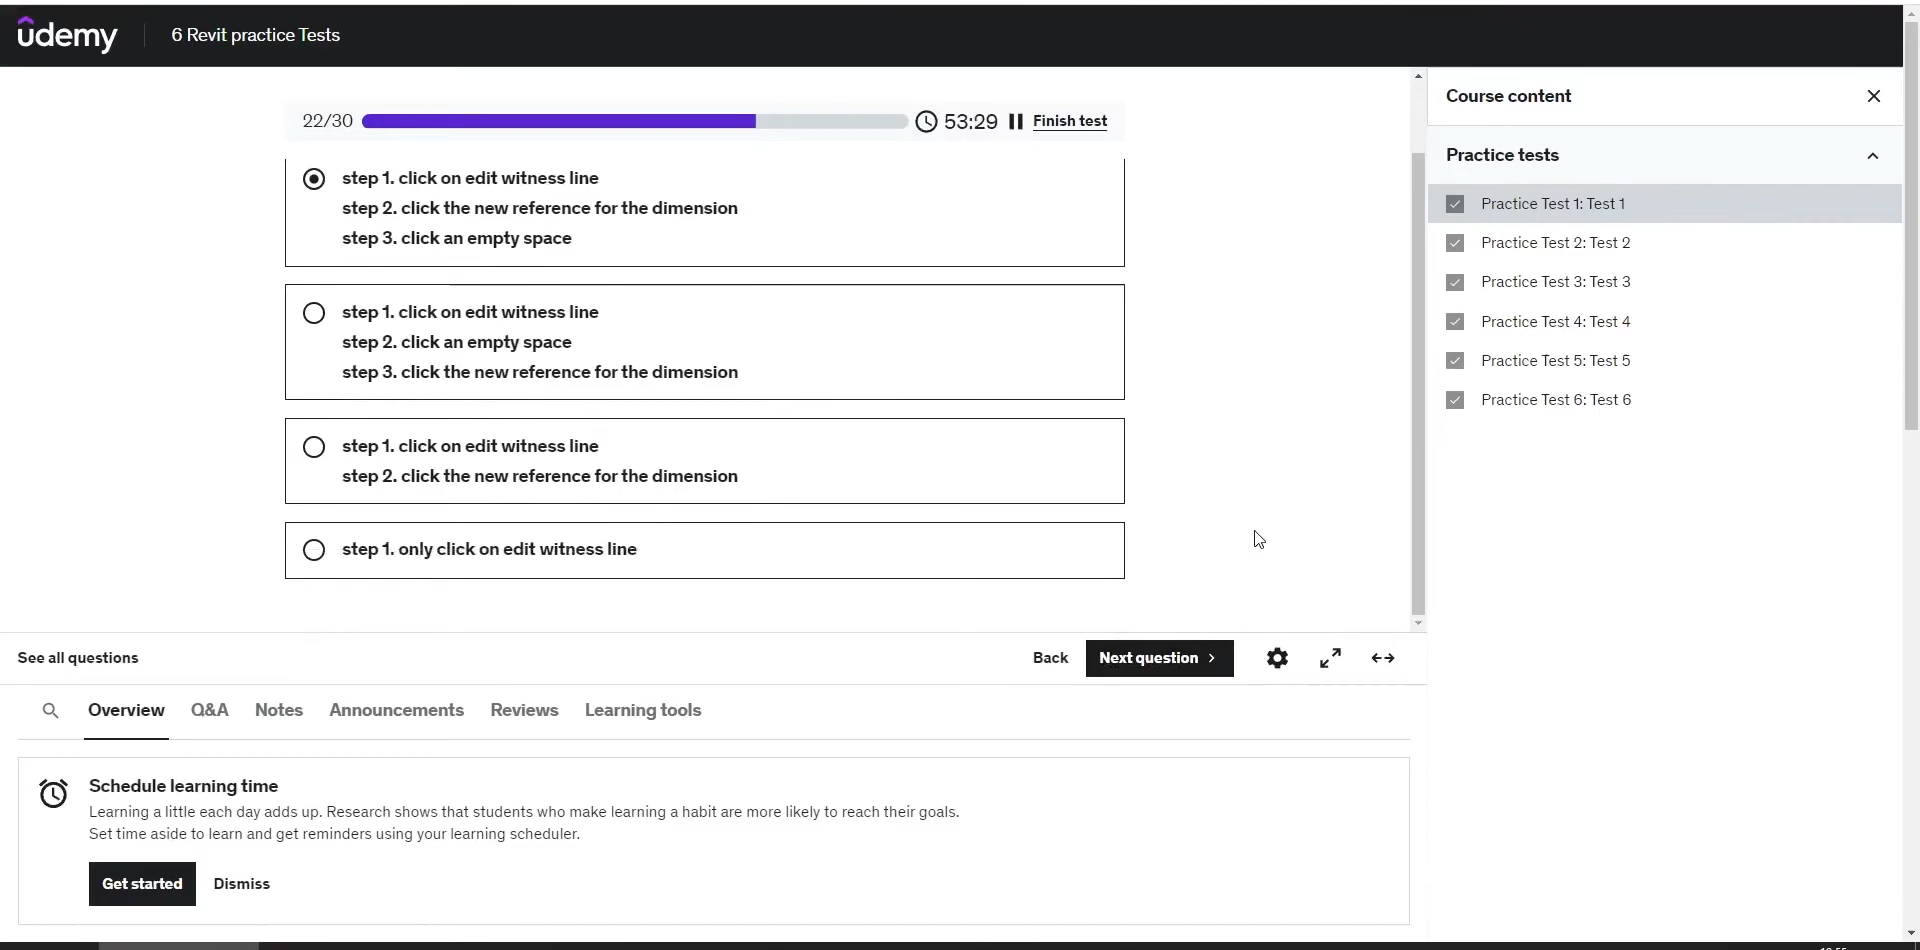 udemy
6 Revit practice Tests
22/30
53:29
Finish test
step 1. click on edit witness line
step 2. click the new reference for the dimension
step 3. click an empty space
step 1. click on edit witness line
step 2. click an empty space
step 3. click the new reference for the dimension
step 1. click on edit witness line
step 2. click the new reference for the dimension
step 1. only click on edit witness line
See all questions
Back
Next question
Overview
Q&A
Notes
Announcements
Reviews
Learning tools
Schedule learning time
Learning a little each day adds up. Research shows that students who make learning a habit are more likely to reach their goals.
Set time aside to learn and get reminders using your learning scheduler.
Get started
Dismiss
Course content
Practice tests
Practice Test 1: Test 1
Practice Test 2: Test 2
Practice Test 3: Test 3
Practice Test 4: Test 4
Practice Test 5: Test 5
Practice Test 6: Test 6